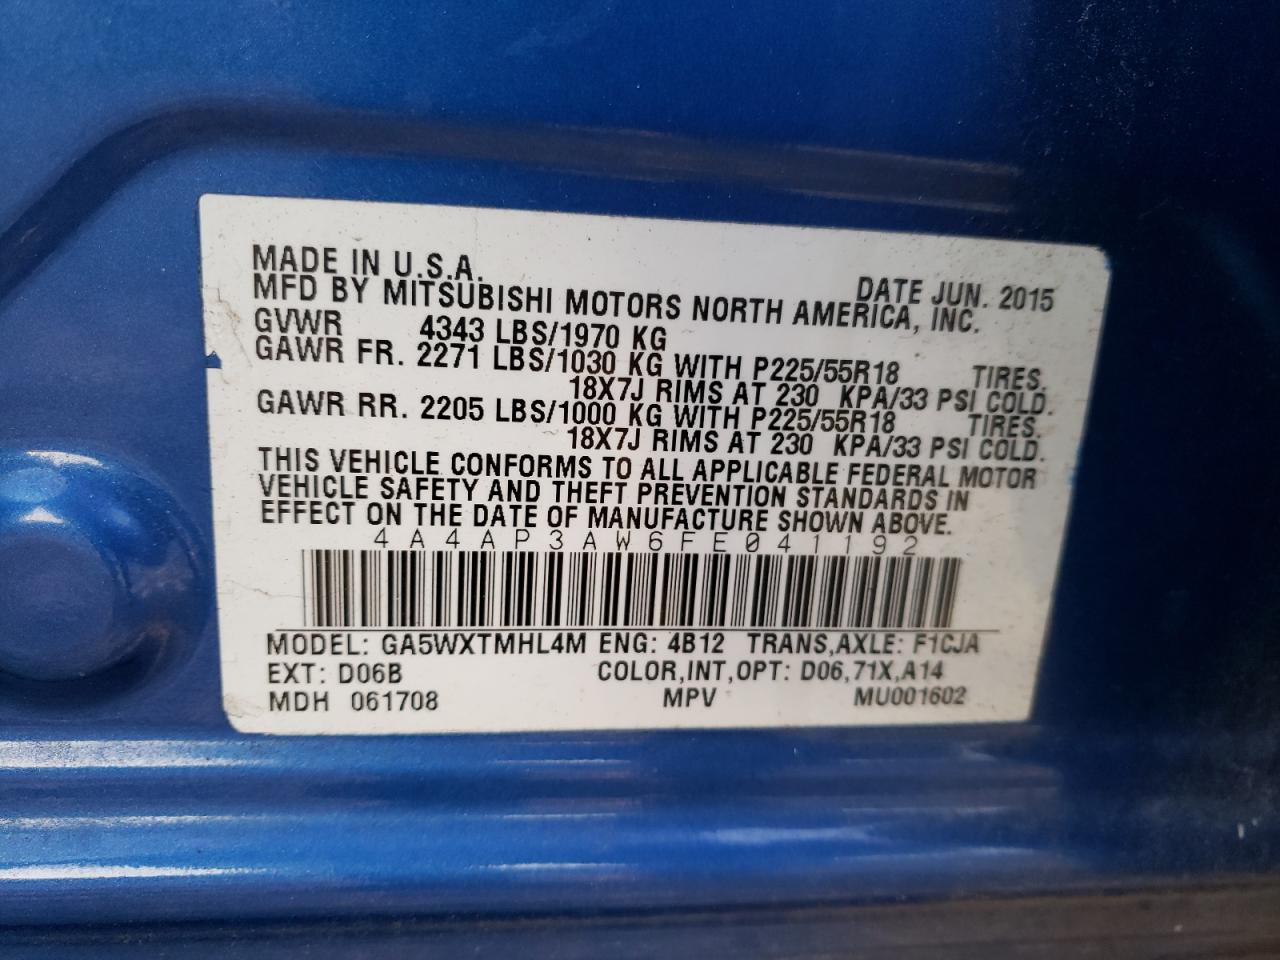 MADE IN U.S.A. DATE JUN. 2015
MFD BY MITSUBISHI MOTORS NORTH AMERICA, INC.
GVWR 4343 LBS/1970 KG
GAWR FR. 2271 LBS/1030 KG WITH P225/55R18 TIRES.
18X7J RIMS AT 230 KPA/33 PSI COLD.
GAWR RR. 2205 LBS/1000 KG WITH P225/55R18 TIRES.
18X7J RIMS AT 230 KPA/33 PSI COLD.
THIS VEHICLE CONFORMS TO ALL APPLICABLE FEDERAL MOTOR
VEHICLE SAFETY AND THEFT PREVENTION STANDARDS IN
EFFECT ON THE DATE OF MANUFACTURE SHOWN ABOVE.
4A4AP3AW6FE041192
MODEL: GA5WXTMHL4M ENG: 4B12 TRANS,AXLE: F1CJA
EXT: D06B COLOR,INT,OPT: D06,71X,A14
MDH 061708 MPV MU001602